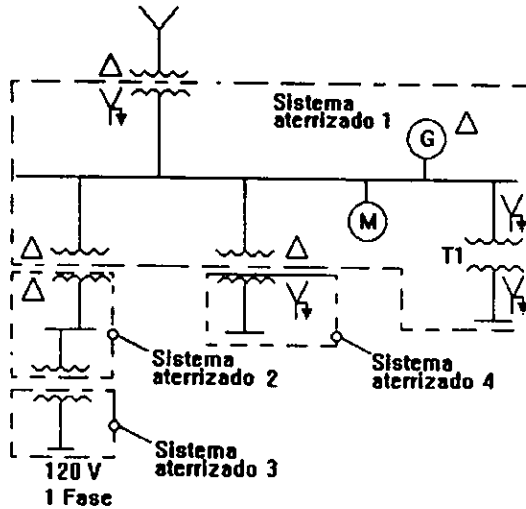 Sistema
aterrizado 1
G
M
T1
Sistema
aterrizado 2
Sistema
aterrizado 4
Sistema
aterrizado 3
120 V
1 Fase